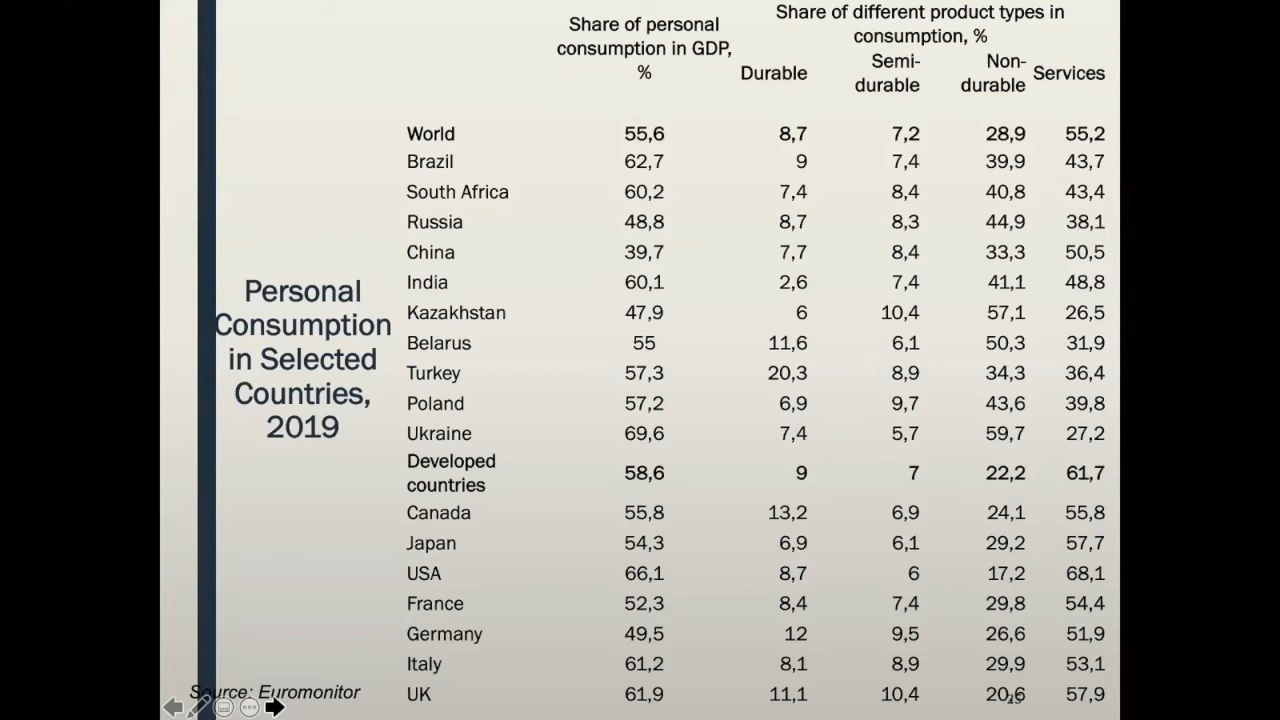 Share of personal
consumption in GDP,
%
Share of different product types in
consumption, %
Durable
Semi-
durable
Non-
durable
Services
Personal
Consumption
in Selected
Countries,
2019
World 55,6 8,7 7,2 28,9 55,2
Brazil 62,7 9 7,4 39,9 43,7
South Africa 60,2 7,4 8,4 40,8 43,4
Russia 48,8 8,7 8,3 44,9 38,1
China 39,7 7,7 8,4 33,3 50,5
India 60,1 2,6 7,4 41,1 48,8
Kazakhstan 47,9 6 10,4 57,1 26,5
Belarus 55 11,6 6,1 50,3 31,9
Turkey 57,3 20,3 8,9 34,3 36,4
Poland 57,2 6,9 9,7 43,6 39,8
Ukraine 69,6 7,4 5,7 59,7 27,2
Developed
countries 58,6 9 7 22,2 61,7
Canada 55,8 13,2 6,9 24,1 55,8
Japan 54,3 6,9 6,1 29,2 57,7
USA 66,1 8,7 6 17,2 68,1
France 52,3 8,4 7,4 29,8 54,4
Germany 49,5 12 9,5 26,6 51,9
Italy 61,2 8,1 8,9 29,9 53,1
UK 61,9 11,1 10,4 20,6 57,9
Source: Euromonitor